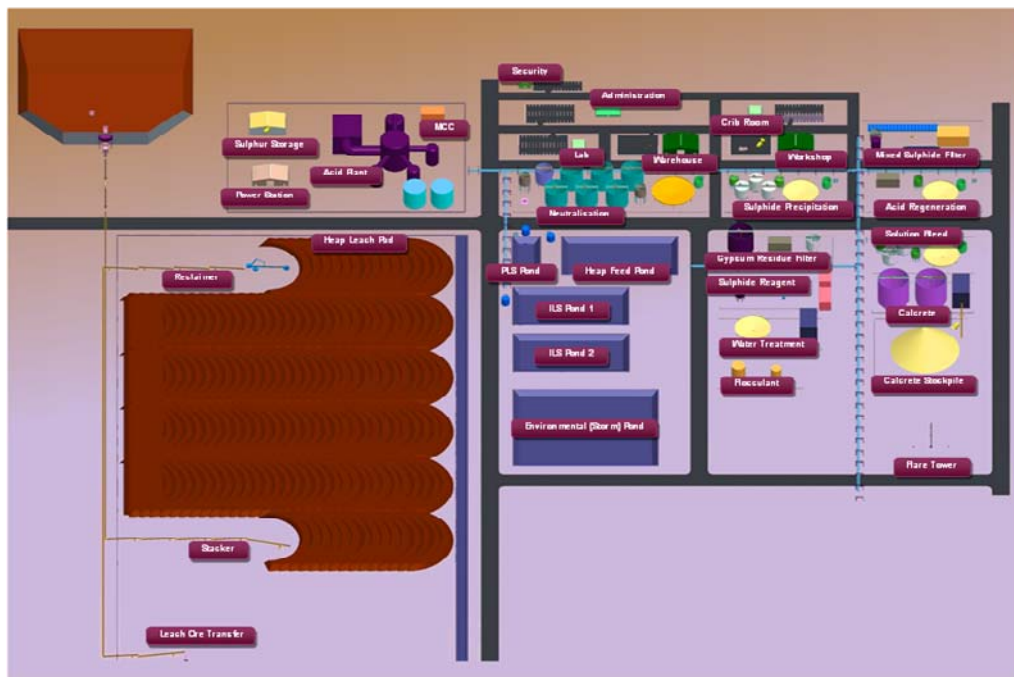 Security
Administration
MCC
Crib Room
Sulphur Storage
Acid Plant
Lab
Warehouse
Workshop
Mixed Sulphide Filter
Power Station
Neutralisation
Sulphide Precipitation
Acid Regeneration
Heap Leach Pad
Solution Bleed
Gypsum Residue Filter
Reclaimer
PLS Pond
Heap Feed Pond
Sulphide Reagent
ILS Pond 1
Calcrete
Water Treatment
ILS Pond 2
Flocculant
Calcrete Stockpile
Environmental (Storm) Pond
Flare Tower
Stacker
Leach Ore Transfer